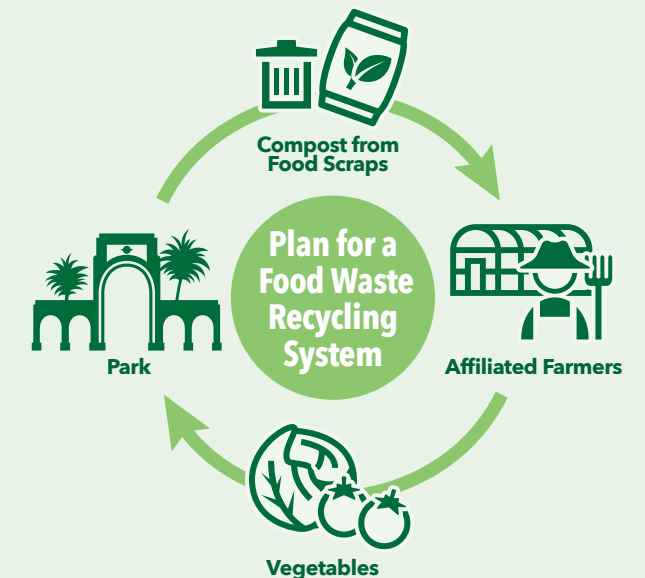 Compost from
Food Scraps
Plan for a
Food Waste
Recycling
System
Park
Affiliated Farmers
Vegetables